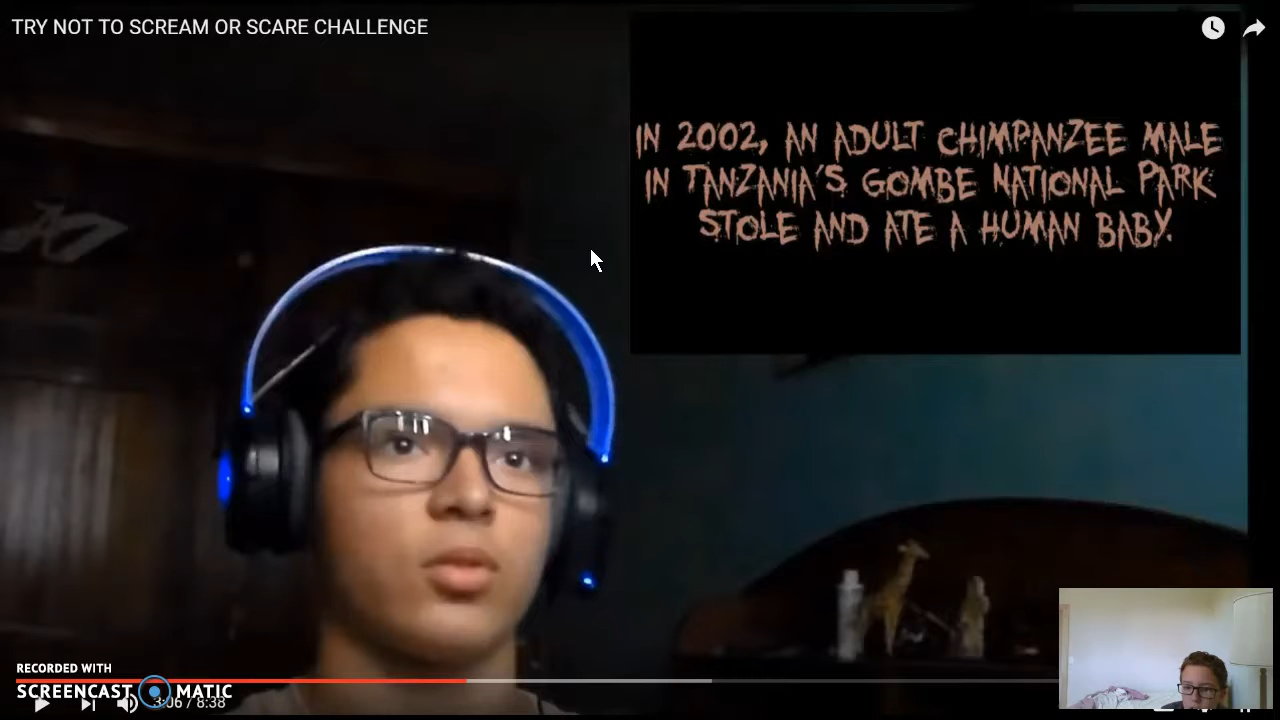 TRY NOT TO SCREAM OR SCARE CHALLENGE
IN 2002, AN ADULT CHIMPANZEE MALE
IN TANZANIA'S GOMBE NATIONAL PARK
STOLE AND ATE A HUMAN BABY.
RECORDED WITH
SCREENCAST MATIC
3:06 / 8:38